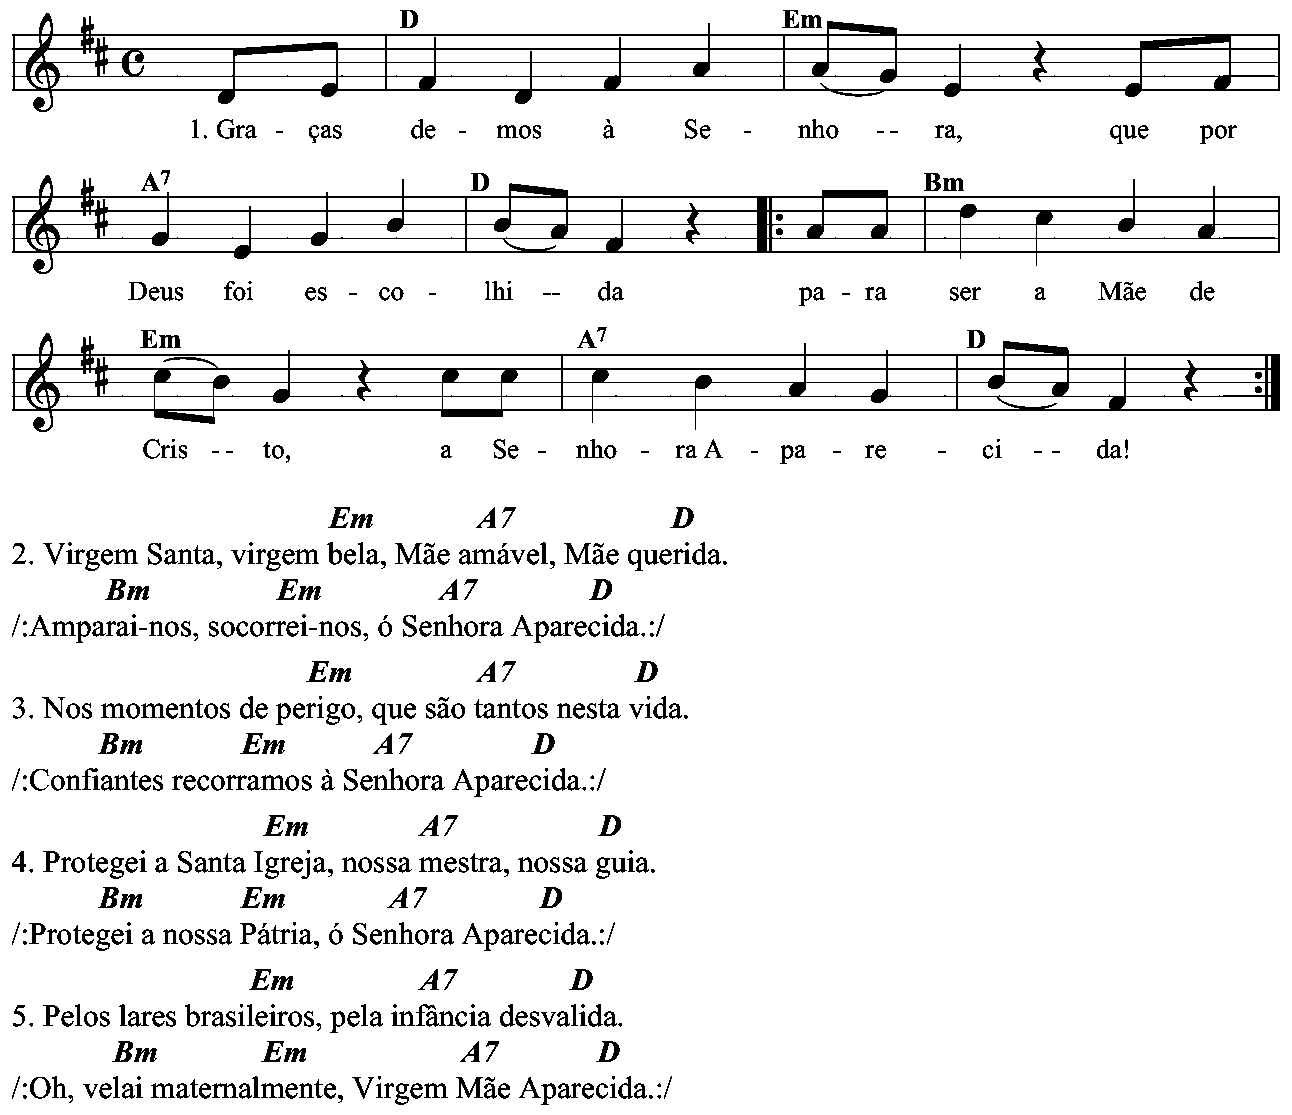 D Em
1. Gra - ças de - mos à Se - nho - - ra, que por
A7 D Bm
Deus foi es - co - lhi -- da pa - ra ser a Mãe de
Em A7 D
Cris -- to, a Se - nho - ra A - pa - re - ci - - da!
Em A7 D
2. Virgem Santa, virgem bela, Mãe amável, Mãe querida.
Bm Em A7 D
/:Amparai-nos, socorrei-nos, ó Senhora Aparecida.:/
Em A7 D
3. Nos momentos de perigo, que são tantos nesta vida.
Bm Em A7 D
/:Confiantes recorramos à Senhora Aparecida.:/
Em A7 D
4. Protegei a Santa Igreja, nossa mestra, nossa guia.
Bm Em A7 D
/:Protegei a nossa Pátria, ó Senhora Aparecida.:/
Em A7 D
5. Pelos lares brasileiros, pela infância desvalida.
Bm Em A7 D
/:Oh, velai maternalmente, Virgem Mãe Aparecida.:/